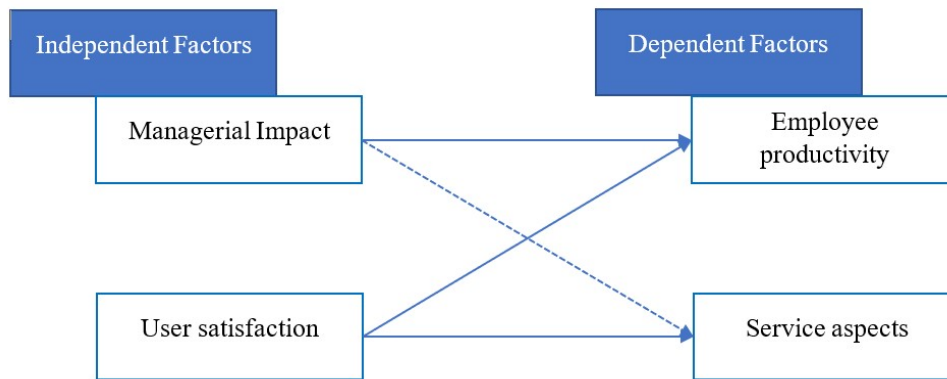 Independent Factors
Dependent Factors
Managerial Impact
Employee
productivity
User satisfaction
Service aspects